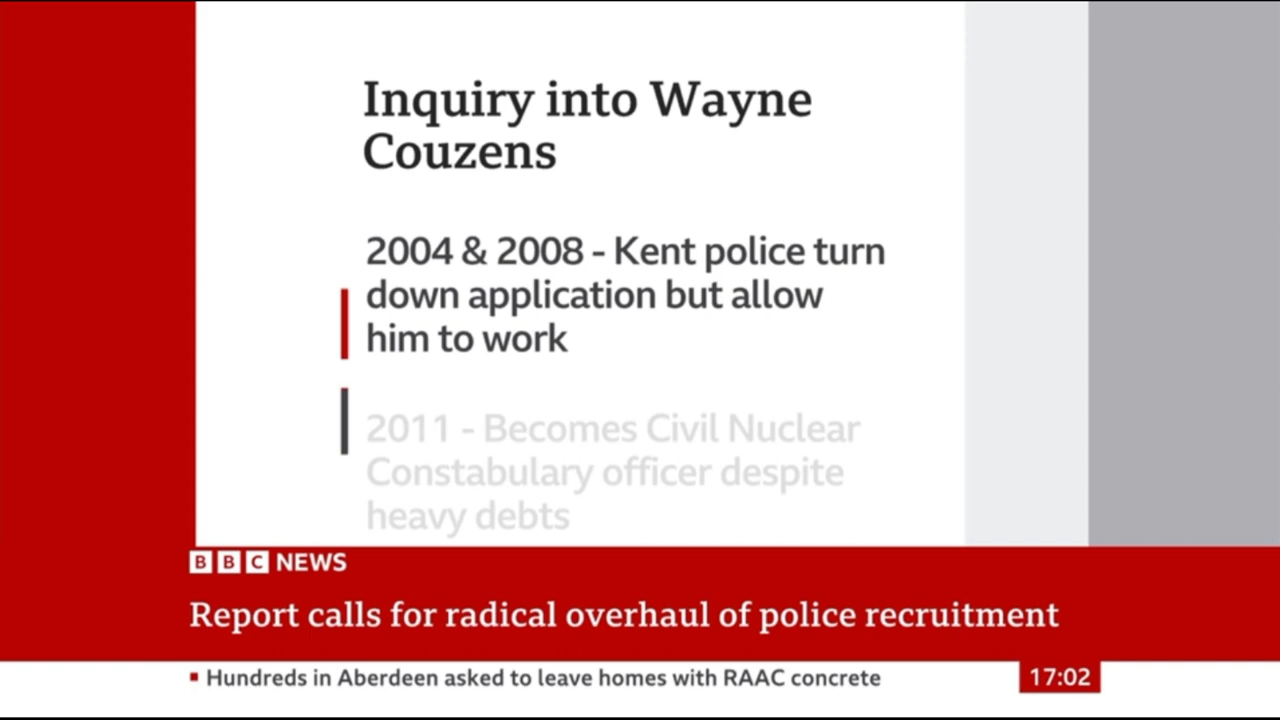 Inquiry into Wayne
Couzens
2004 & 2008 - Kent police turn
down application but allow
him to work
2011 - Becomes Civil Nuclear
Constabulary officer despite
heavy debts
BBC NEWS
Report calls for radical overhaul of police recruitment
Hundreds in Aberdeen asked to leave homes with RAAC concrete
17:02